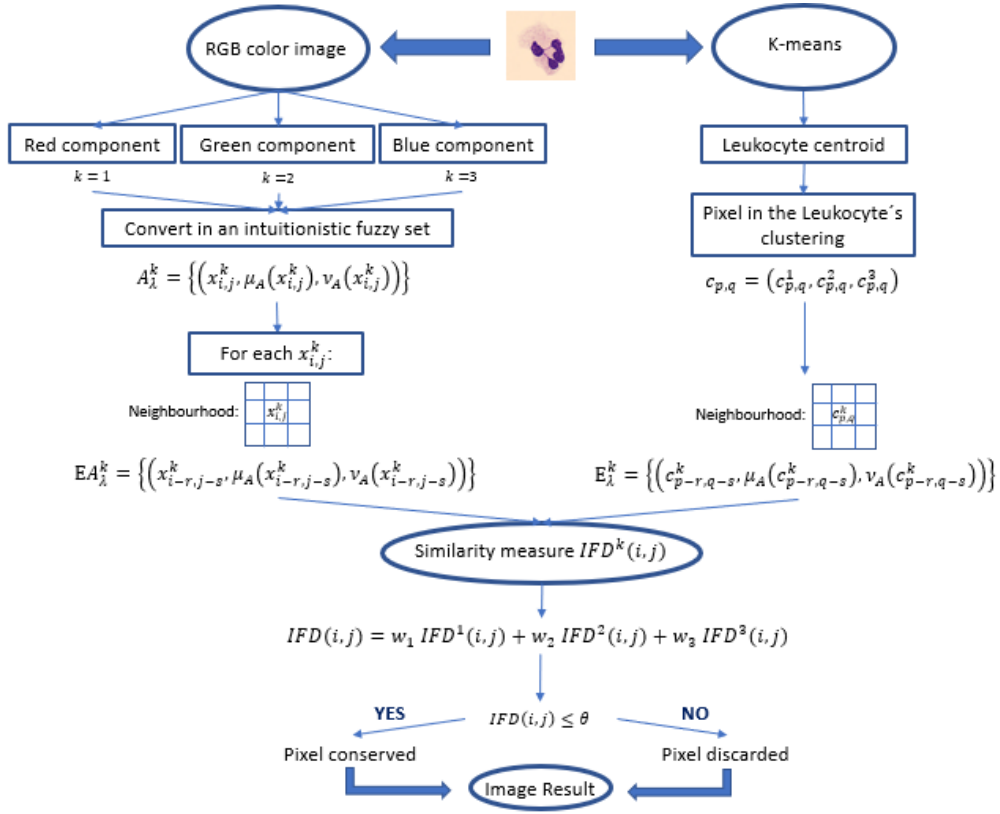 RGB color image
K-means
Red component
Green component
Blue component
Leukocyte centroid
k = 1
k =2
k =3
Convert in an intuitionistic fuzzy set
Pixel in the Leukocyte´s
clustering
A_λ^k = {(x_{i,j}^k, μ_A(x_{i,j}^k), ν_A(x_{i,j}^k))}
c_{p,q} = (c_{p,q}^1, c_{p,q}^2, c_{p,q}^3)
For each x_{i,j}^k:
Neighbourhood:
x_{i,j}^k
Neighbourhood:
c_{p,q}^k
EA_λ^k = {(x_{i−r,j−s}^k, μ_A(x_{i−r,j−s}^k), ν_A(x_{i−r,j−s}^k))}
E_λ^k = {(c_{p−r,q−s}^k, μ_A(c_{p−r,q−s}^k), ν_A(c_{p−r,q−s}^k))}
Similarity measure IFD^k(i,j)
IFD(i,j) = w_1 IFD^1(i,j) + w_2 IFD^2(i,j) + w_3 IFD^3(i,j)
YES
IFD(i,j) ≤ θ
NO
Pixel conserved
Pixel discarded
Image Result